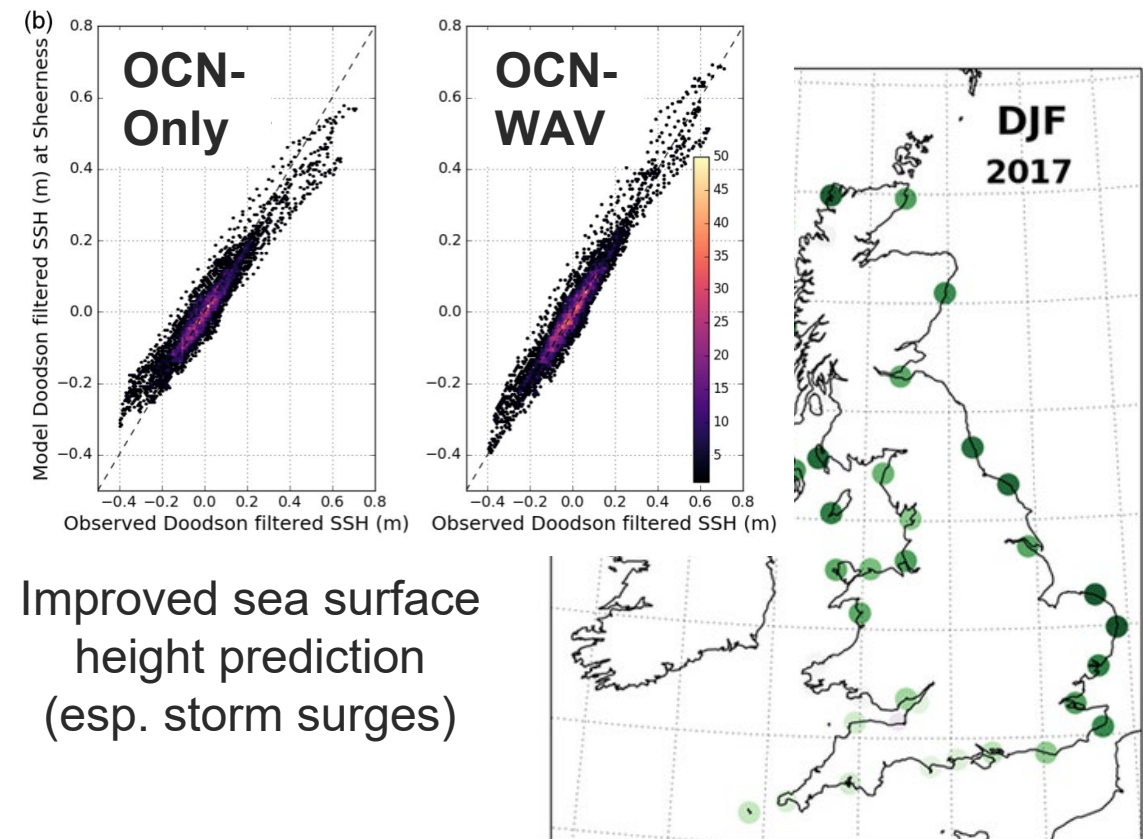 (b)
Model Doodson filtered SSH (m) at Sheerness
0.8
0.6
0.4
0.2
0.0
−0.2
−0.4
OCN-
Only
−0.4 −0.2 0.0 0.2 0.4 0.6 0.8
Observed Doodson filtered SSH (m)
0.8
0.6
0.4
0.2
0.0
−0.2
−0.4
OCN-
WAV
50
45
40
35
30
25
20
15
10
5
−0.4 −0.2 0.0 0.2 0.4 0.6 0.8
Observed Doodson filtered SSH (m)
DJF
2017
Improved sea surface
height prediction
(esp. storm surges)